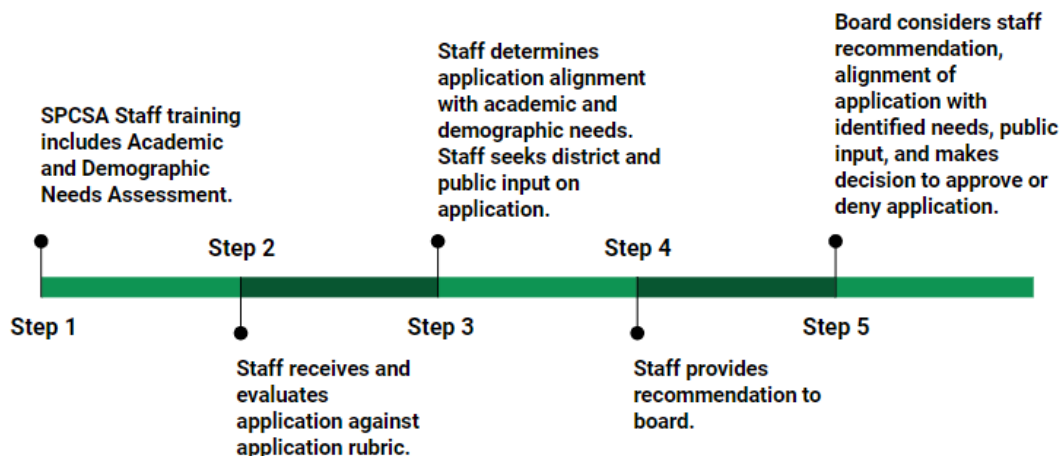 SPCSA Staff training
includes Academic
and Demographic
Needs Assessment.
Step 1
Step 2
Staff receives and
evaluates
application against
application rubric.
Staff determines
application alignment
with academic and
demographic needs.
Staff seeks district and
public input on
application.
Step 3
Step 4
Staff provides
recommendation to
board.
Board considers staff
recommendation,
alignment of
application with
identified needs, public
input, and makes
decision to approve or
deny application.
Step 5